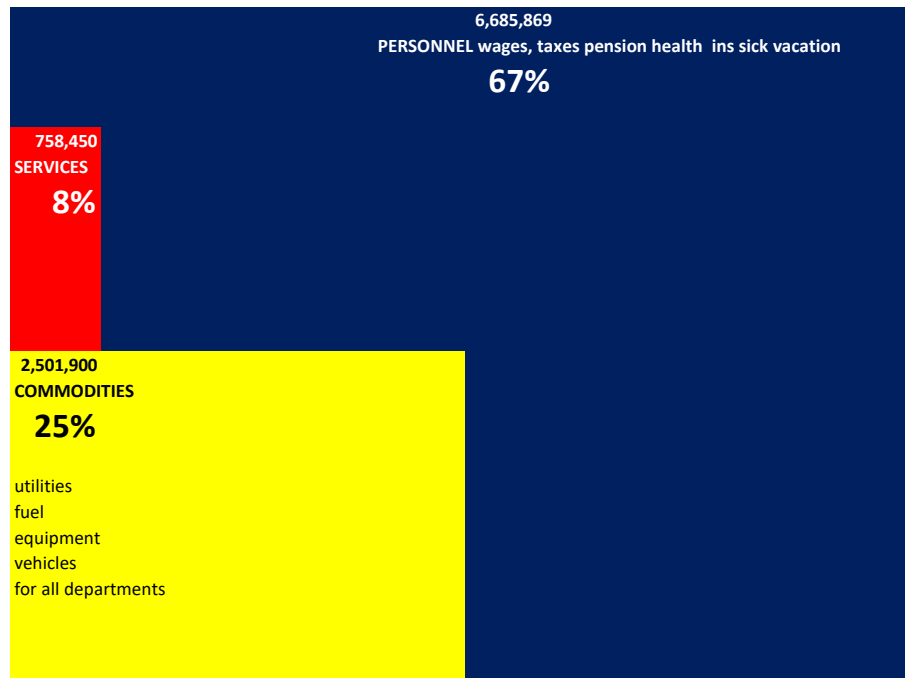 6,685,869
PERSONNEL wages, taxes pension health  ins sick vacation
67%
758,450
SERVICES
8%
2,501,900
COMMODITIES
25%
utilities
fuel
equipment
vehicles
for all departments